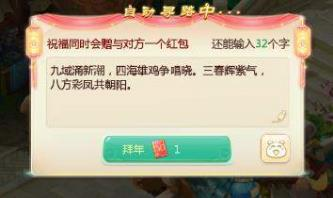 自动寻路中...
祝福同时会赠与对方一个红包 还能输入32个字
九域涌新潮，四海雄鸡争唱晓。三春辉紫气，
八方彩凤共朝阳。
拜年 1